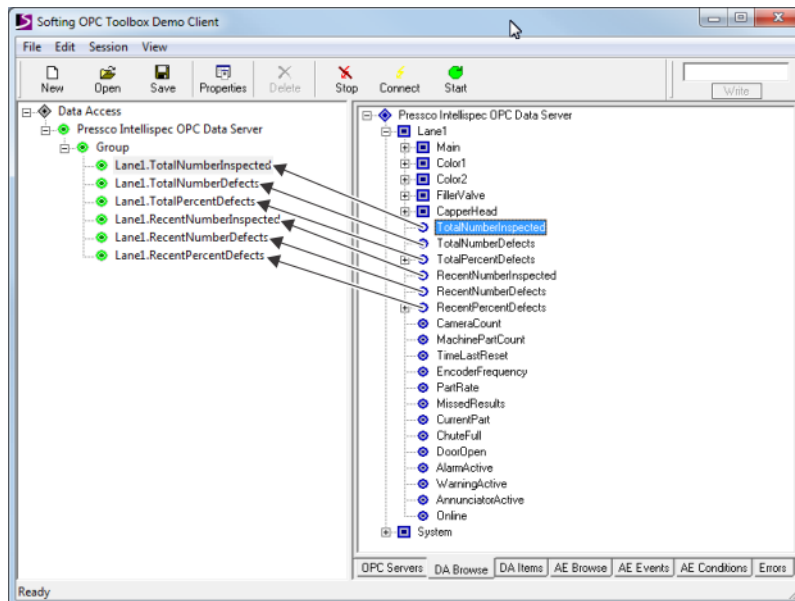 Softing OPC Toolbox Demo Client
File Edit Session View
New Open Save Properties Delete Stop Connect Start Write
Data Access
Pressco Intellispec OPC Data Server
Group
Lane1.TotalNumberInspected
Lane1.TotalNumberDefects
Lane1.TotalPercentDefects
Lane1.RecentNumberInspected
Lane1.RecentNumberDefects
Lane1.RecentPercentDefects
Pressco Intellispec OPC Data Server
Lane1
Main
Color1
Color2
FillerValve
CapperHead
TotalNumberInspected
TotalNumberDefects
TotalPercentDefects
RecentNumberInspected
RecentNumberDefects
RecentPercentDefects
CameraCount
MachinePartCount
TimeLastReset
EncoderFrequency
PartRate
MissedResults
CurrentPart
ChuteFull
DoorOpen
AlarmActive
WarningActive
AnnunciatorActive
Online
System
OPC Servers DA Browse DA Items AE Browse AE Events AE Conditions Errors
Ready